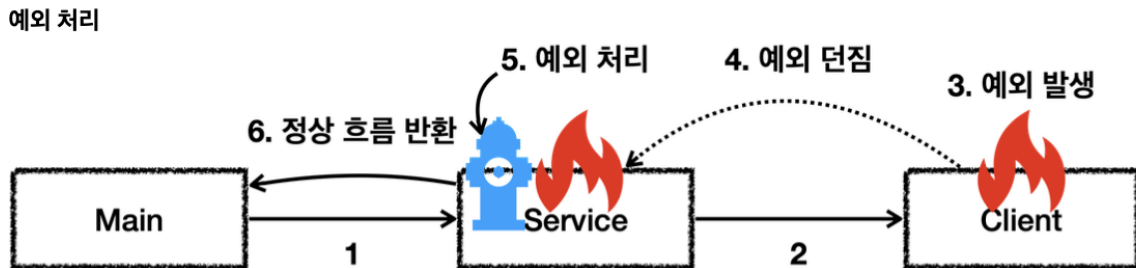 예외 처리
5. 예외 처리
4. 예외 던짐
3. 예외 발생
6. 정상 흐름 반환
Main
Service
Client
1
2